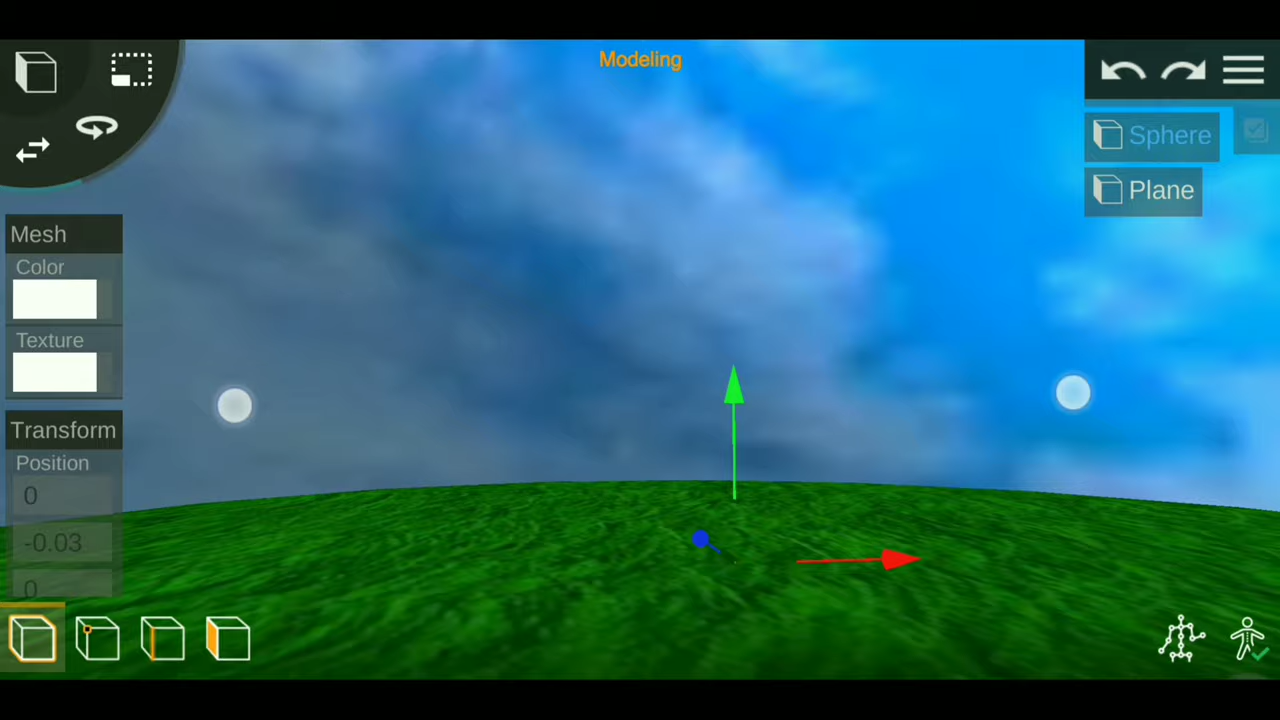 Modeling
Sphere
Plane
Mesh
Color
Texture
Transform
Position
0
-0.03
0